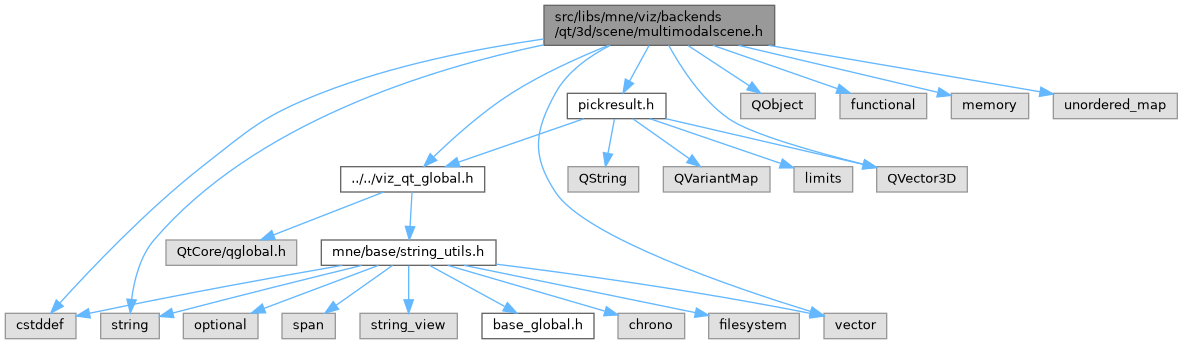 src/libs/mne/viz/backends
/qt/3d/scene/multimodalscene.h
pickresult.h
QObject
functional
memory
unordered_map
../../viz_qt_global.h
QString
QVariantMap
limits
QVector3D
QtCore/qglobal.h
mne/base/string_utils.h
cstddef
string
optional
span
string_view
base_global.h
chrono
filesystem
vector